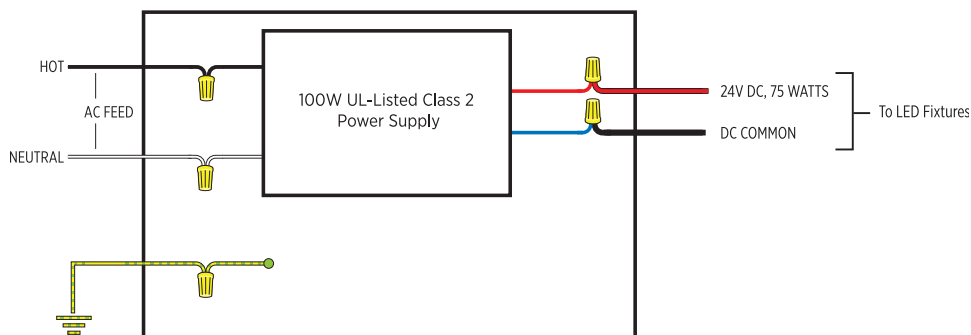 HOT
AC FEED
NEUTRAL
100W UL-Listed Class 2
Power Supply
24V DC, 75 WATTS
DC COMMON
To LED Fixtures